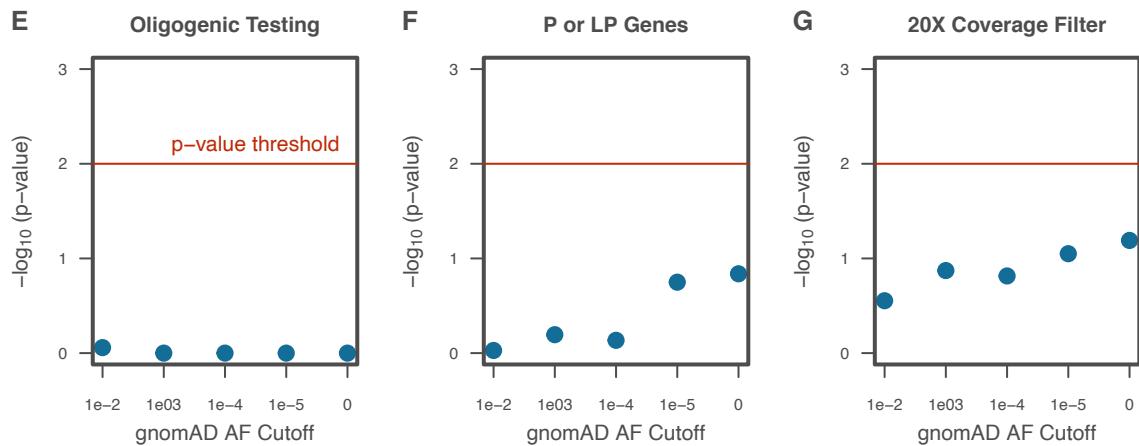 E Oligogenic Testing
3
2
1
0
−log10 (p−value)
p−value threshold
1e−2 1e03 1e−4 1e−5 0
gnomAD AF Cutoff
F P or LP Genes
3
2
1
0
−log10 (p−value)
1e−2 1e03 1e−4 1e−5 0
gnomAD AF Cutoff
G 20X Coverage Filter
3
2
1
0
−log10 (p−value)
1e−2 1e03 1e−4 1e−5 0
gnomAD AF Cutoff